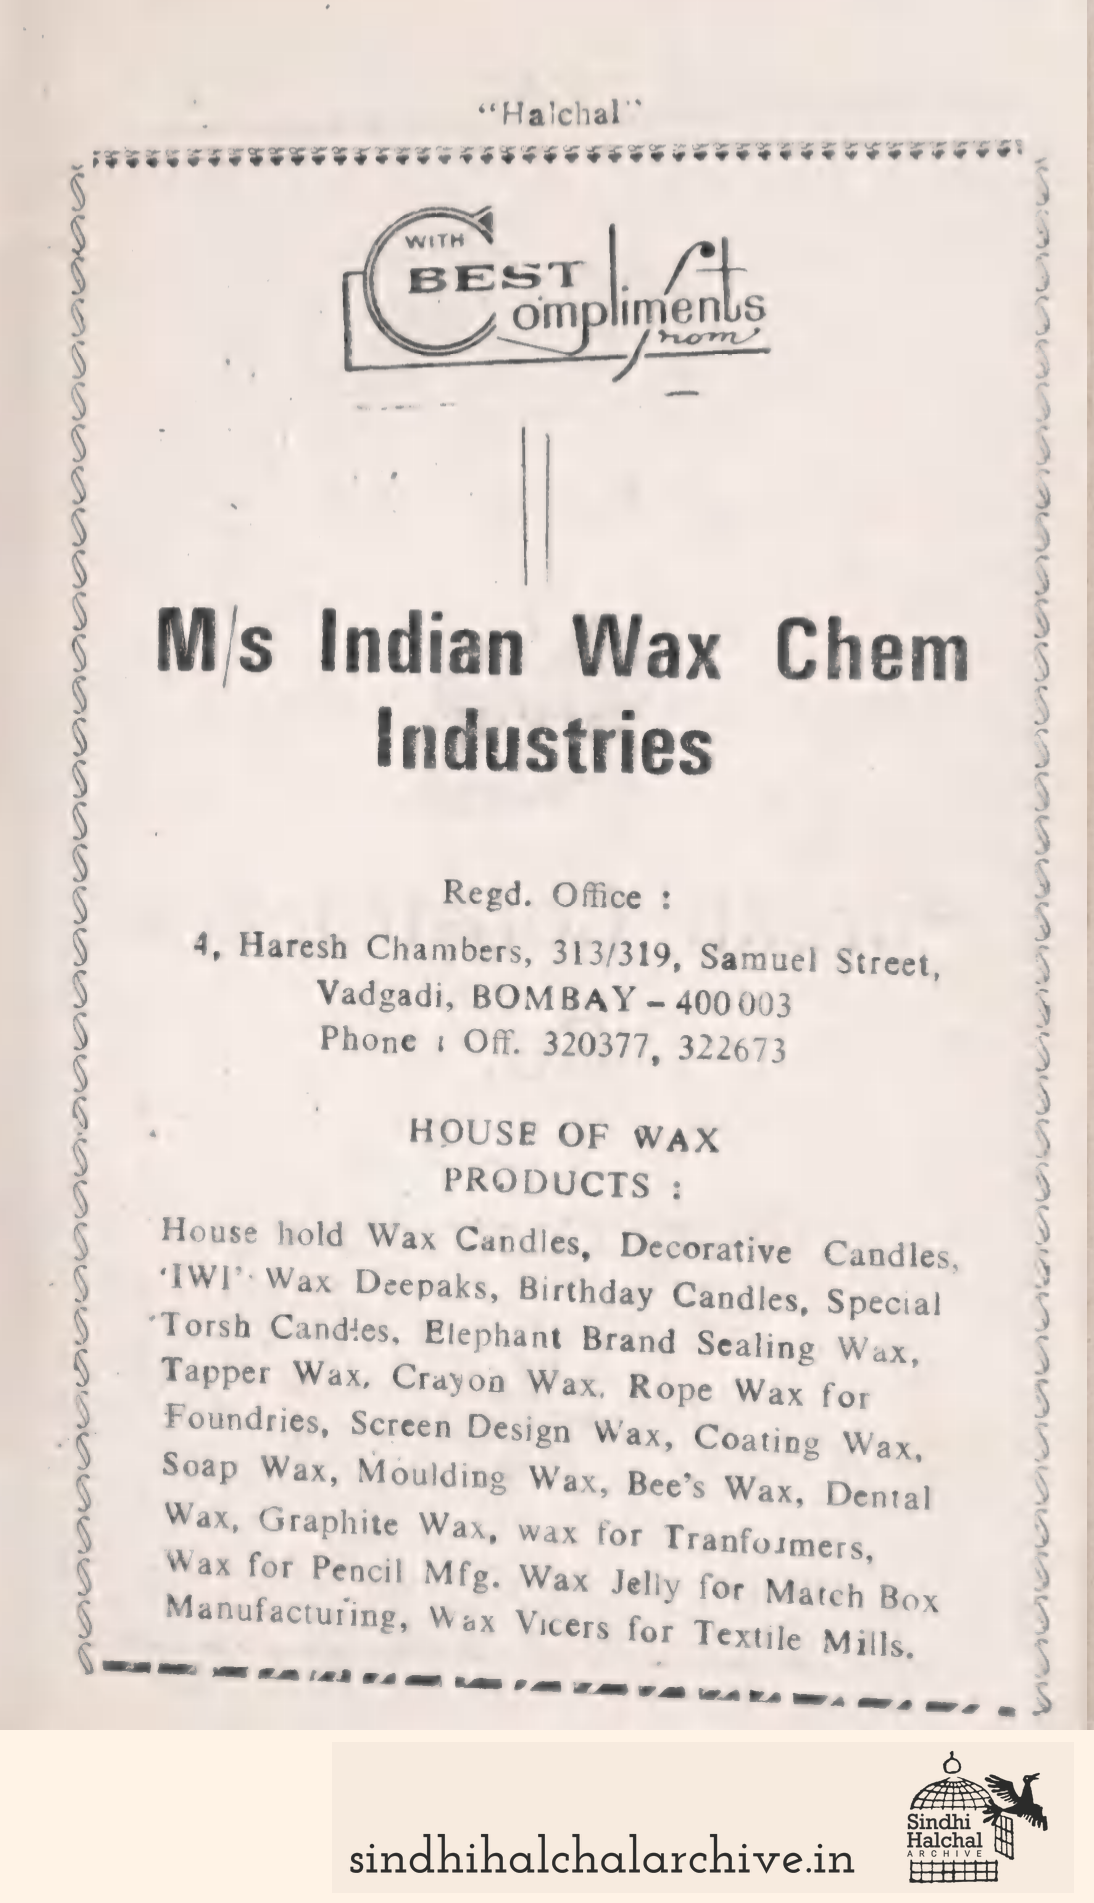 "Halchal"
WITH
BEST
Compliments
from
M/s Indian Wax Chem
Industries
Regd. Office :
4, Haresh Chambers, 313/319, Samuel Street,
Vadgadi, BOMBAY – 400 003
Phone : Off. 320377, 322673
HOUSE OF WAX
PRODUCTS :
House hold Wax Candles, Decorative Candles,
'IWI' Wax Deepaks, Birthday Candles, Special
Torsh Candles, Elephant Brand Sealing Wax,
Tapper Wax, Crayon Wax, Rope Wax for
Foundries, Screen Design Wax, Coating Wax,
Soap Wax, Moulding Wax, Bee's Wax, Dental
Wax, Graphite Wax, wax for Tranformers,
Wax for Pencil Mfg. Wax Jelly for Match Box
Manufacturing, Wax Vicers for Textile Mills.
sindhihalchalarchive.in
Sindhi
Halchal
ARCHIVE